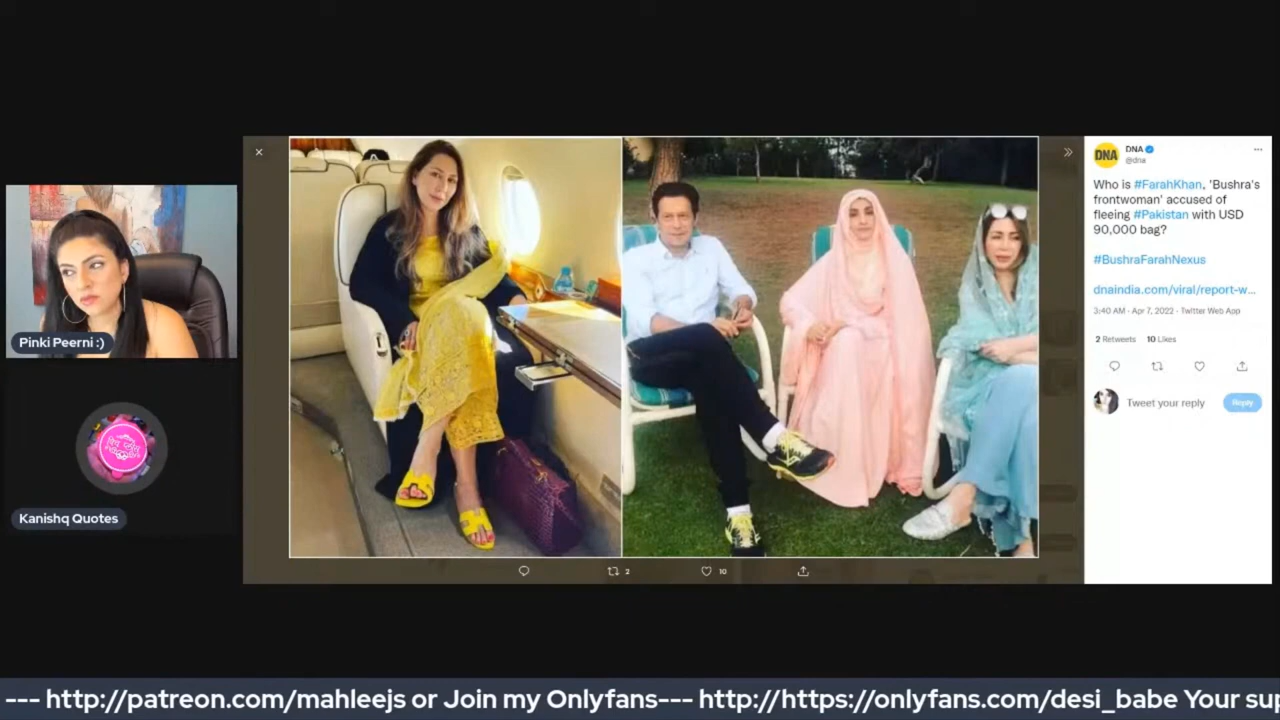 DNA
DNA
@dna
Who is #FarahKhan, 'Bushra's
frontwoman' accused of
fleeing #Pakistan with USD
90,000 bag?
#BushraFarahNexus
dnaindia.com/viral/report-w...
3:40 AM · Apr 7, 2022 · Twitter Web App
2 Retweets 10 Likes
Tweet your reply
Reply
Pinki Peerni :)
Kanishq Quotes
2
10
--- http://patreon.com/mahleejs or Join my Onlyfans--- http://https://onlyfans.com/desi_babe Your sup